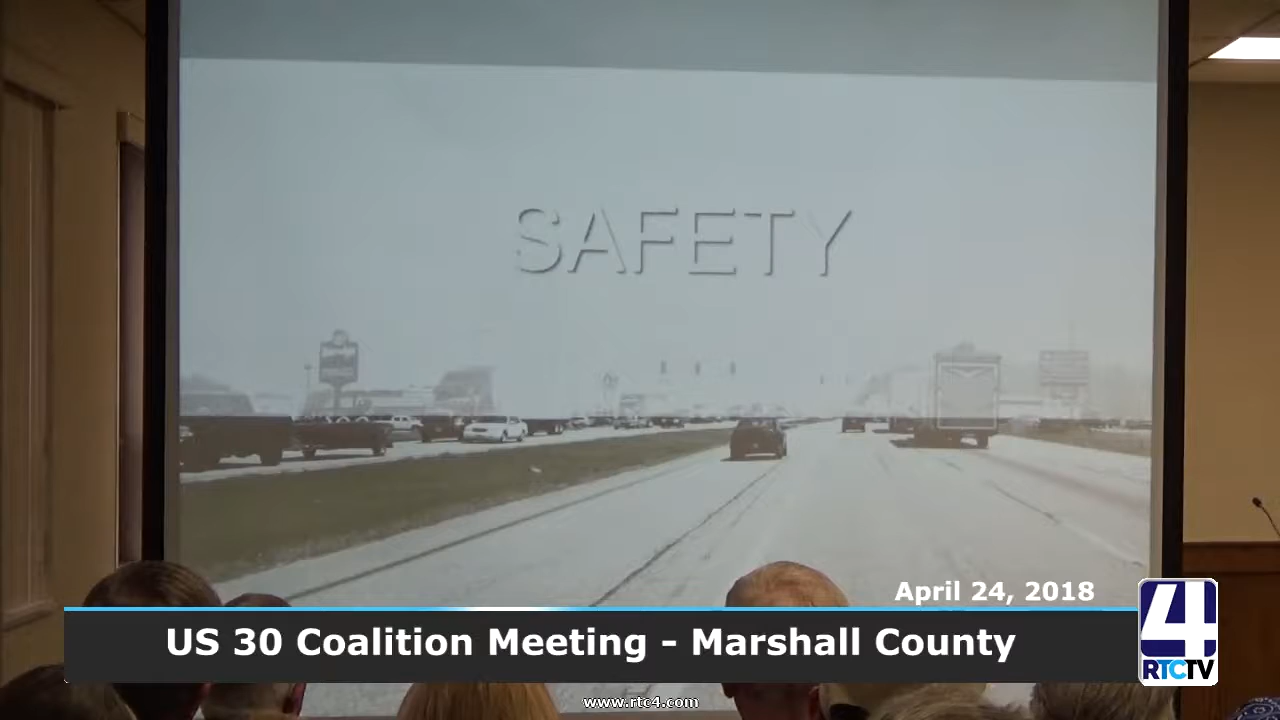 SAFETY
April 24, 2018
US 30 Coalition Meeting - Marshall County
4
RTCTV
www.rtc4.com